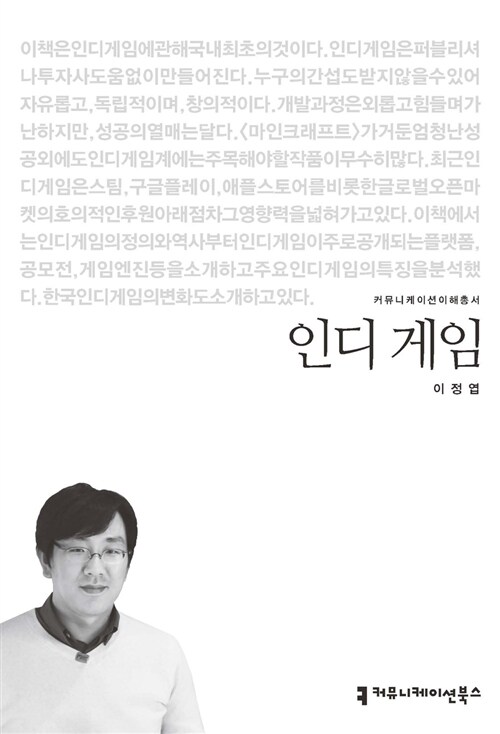 이책은인디게임에관해국내최초의것이다.인디게임은퍼블리셔
나투자사도움없이만들어진다.누구의간섭도받지않을수있어
자유롭고,독립적이며,창의적이다.개발과정은외롭고힘들며가
난하지만,성공의열매는달다.<마인크래프트>가거둔엄청난성
공외에도인디게임계에는주목해야할작품이무수히많다.최근인
디게임은스팀,구글플레이,애플스토어를비롯한글로벌오픈마
켓의호의적인후원아래점차그영향력을넓혀가고있다.이책에서
는인디게임의정의와역사부터인디게임이주로공개되는플랫폼,
공모전,게임엔진등을소개하고주요인디게임의특징을분석했
다.한국인디게임의변화도소개하고있다.
커뮤니케이션이해총서
인디 게임
이정엽
커뮤니케이션북스